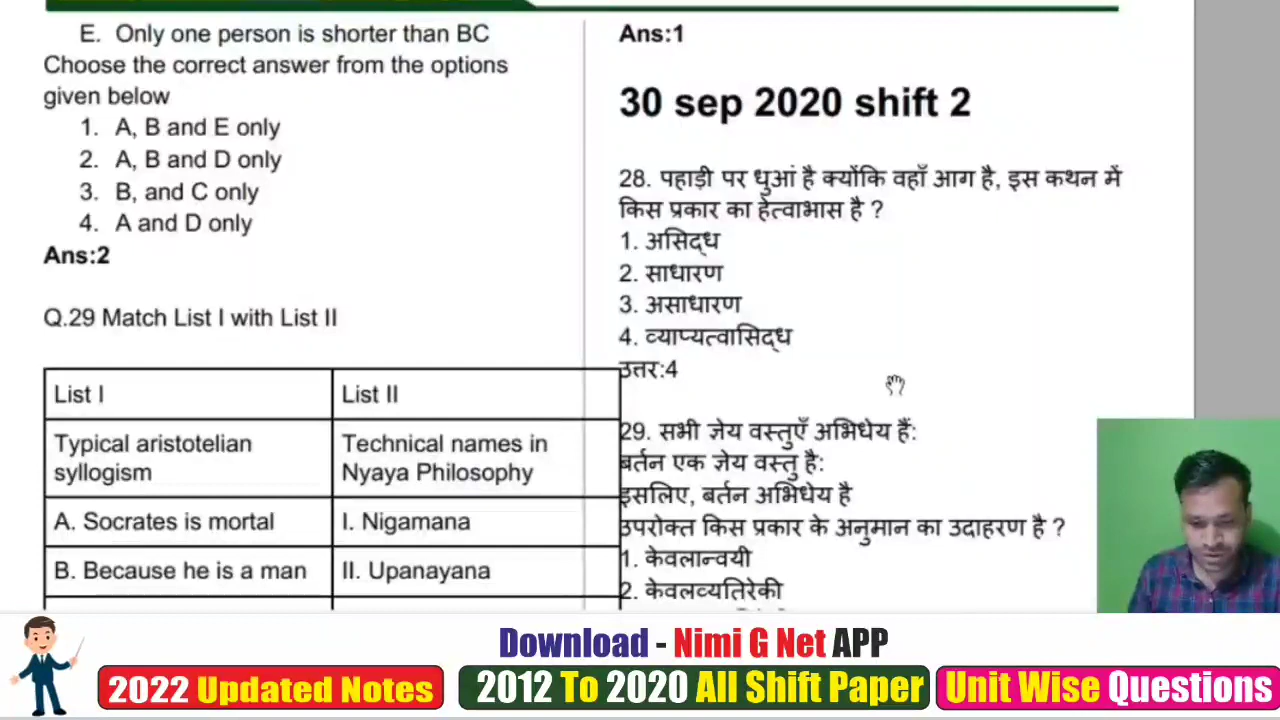 E. Only one person is shorter than BC
Choose the correct answer from the options
given below
1. A, B and E only
2. A, B and D only
3. B, and C only
4. A and D only
Ans:2
Q.29 Match List I with List II
List I
List II
Typical aristotelian
syllogism
Technical names in
Nyaya Philosophy
A. Socrates is mortal
I. Nigamana
B. Because he is a man
II. Upanayana
Ans:1
30 sep 2020 shift 2
28. पहाड़ी पर धुआं है क्योंकि वहाँ आग है, इस कथन में
किस प्रकार का हेत्वाभास है ?
1. असिद्ध
2. साधारण
3. असाधारण
4. व्याप्यत्वासिद्ध
उत्तर:4
29. सभी ज्ञेय वस्तुएँ अभिधेय हैं:
बर्तन एक ज्ञेय वस्तु है:
इसलिए, बर्तन अभिधेय है
उपरोक्त किस प्रकार के अनुमान का उदाहरण है ?
1. केवलान्वयी
2. केवलव्यतिरेकी
Download - Nimi G Net APP
2022 Updated Notes
2012 To 2020 All Shift Paper
Unit Wise Questions